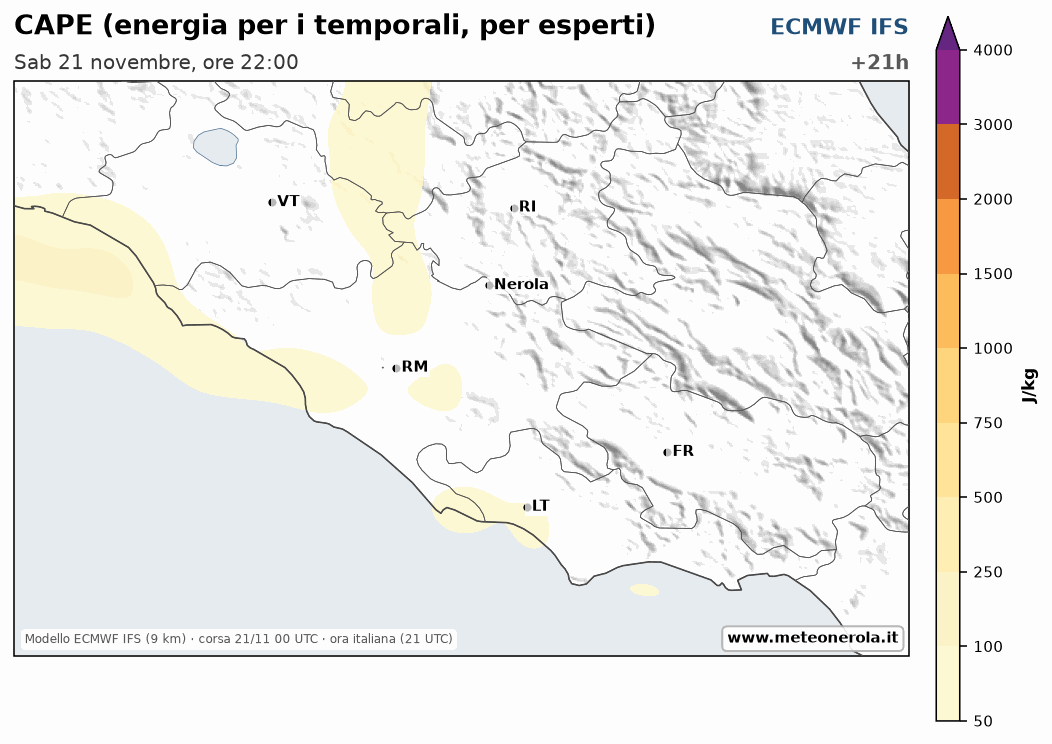 CAPE (energia per i temporali, per esperti)
ECMWF IFS
Sab 21 novembre, ore 22:00
+21h
4000
3000
2000
1500
1000
750
500
250
100
50
J/kg
VT
RI
Nerola
RM
FR
LT
Modello ECMWF IFS (9 km) · corsa 21/11 00 UTC · ora italiana (21 UTC)
www.meteonerola.it